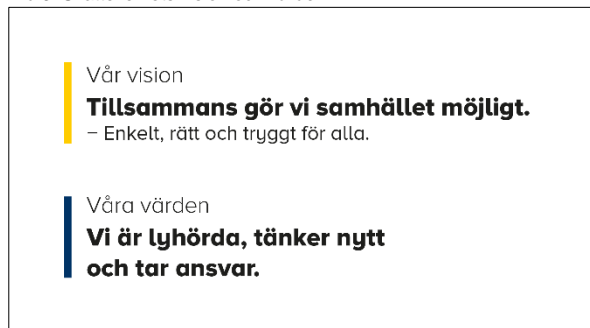 Vår vision
Tillsammans gör vi samhället möjligt.
– Enkelt, rätt och tryggt för alla.
Våra värden
Vi är lyhörda, tänker nytt
och tar ansvar.